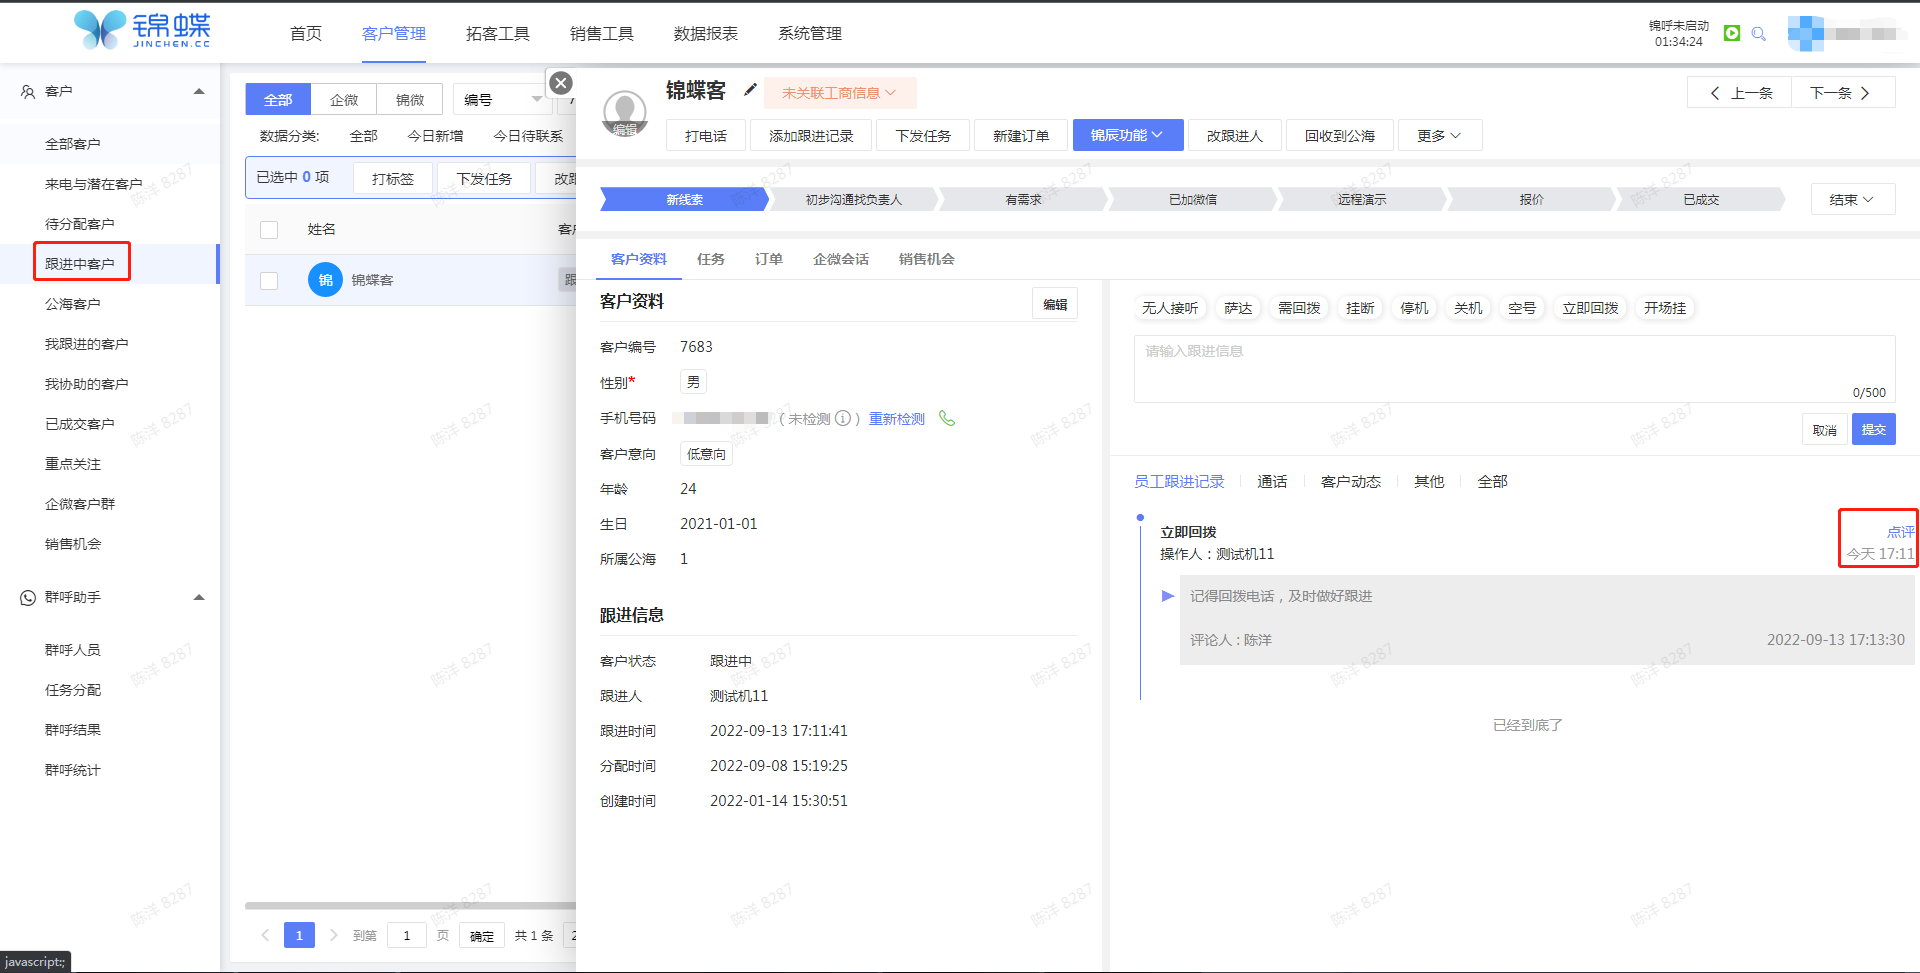 锦蝶
JINCHEN.CC
首页
客户管理
拓客工具
销售工具
数据报表
系统管理
锦呼未启动
01:34:24
客户
全部客户
来电与潜在客户
待分配客户
跟进中客户
公海客户
我跟进的客户
我协助的客户
已成交客户
重点关注
企微客户群
销售机会
群呼助手
群呼人员
任务分配
群呼结果
群呼统计
javascript:;
全部
企微
锦微
编号
数据分类:
全部
今日新增
今日待联系
已选中 0 项
打标签
下发任务
改跟
姓名
客户
锦
锦蝶客
跟
1
到第
1
页
确定
共 1 条
2
锦蝶客
未关联工商信息
编辑
打电话
添加跟进记录
下发任务
新建订单
锦辰功能
改跟进人
回收到公海
更多
上一条
下一条
新线索
初步沟通找负责人
有需求
已加微信
远程演示
报价
已成交
结束
客户资料
任务
订单
企微会话
销售机会
客户资料
编辑
客户编号 7683
性别* 男
手机号码 ( 未检测 ) 重新检测
客户意向 低意向
年龄 24
生日 2021-01-01
所属公海 1
跟进信息
客户状态 跟进中
跟进人 测试机11
跟进时间 2022-09-13 17:11:41
分配时间 2022-09-08 15:19:25
创建时间 2022-01-14 15:30:51
无人接听
萨达
需回拨
挂断
停机
关机
空号
立即回拨
开场挂
请输入跟进信息
0/500
取消
提交
员工跟进记录
通话
客户动态
其他
全部
立即回拨
点评
操作人：测试机11
今天 17:11
记得回拨电话，及时做好跟进
评论人 : 陈洋
2022-09-13 17:13:30
已经到底了
陈洋 8287